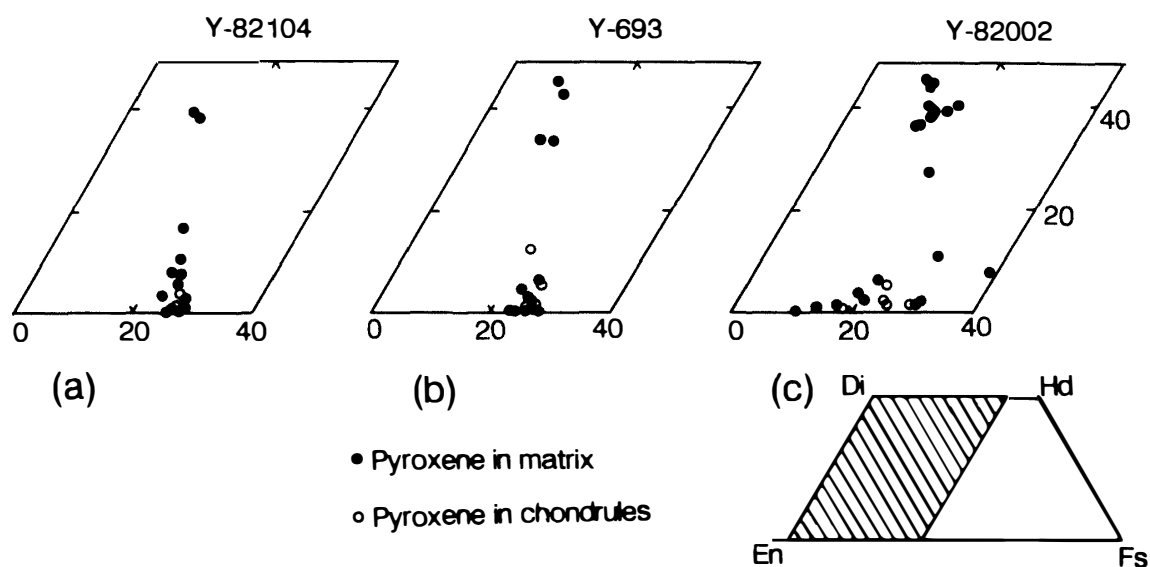 Y-82104
Y-693
Y-82002
40
20
0 20 40
0 20 40
0 20 40
(a)
(b)
(c)
Di Hd
Pyroxene in matrix
Pyroxene in chondrules
En Fs